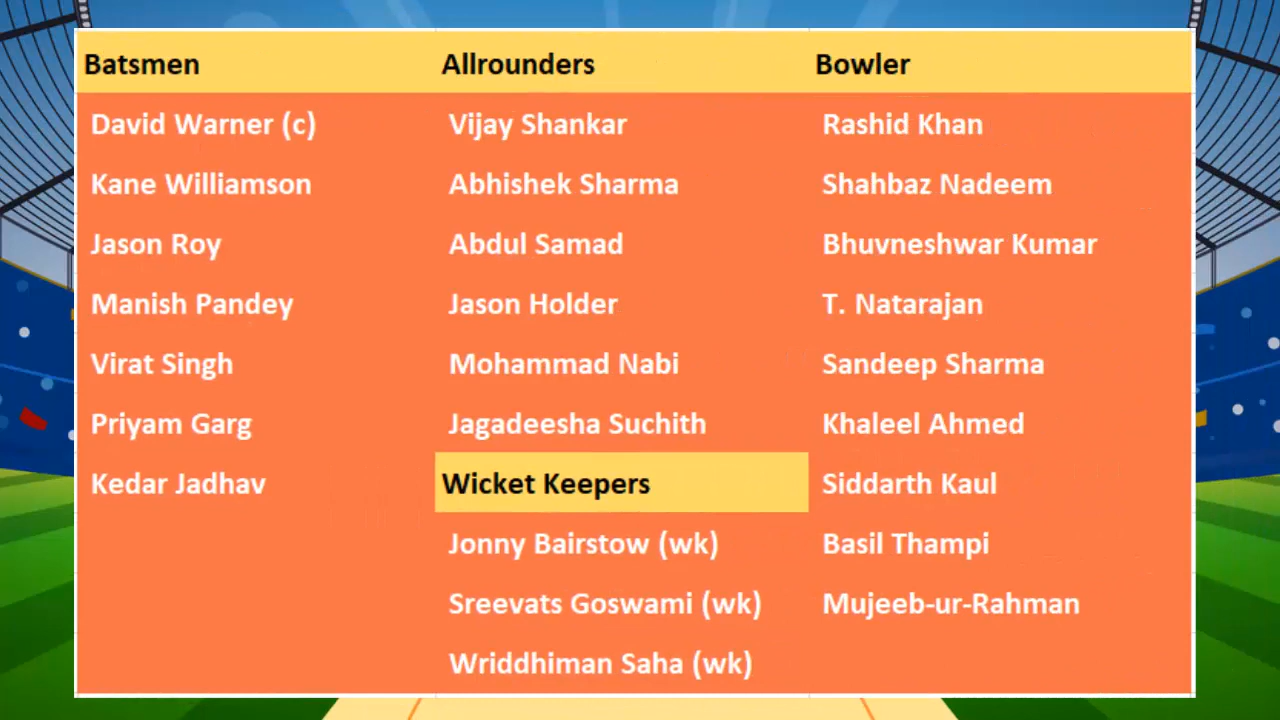 Batsmen
David Warner (c)
Kane Williamson
Jason Roy
Manish Pandey
Virat Singh
Priyam Garg
Kedar Jadhav
Allrounders
Vijay Shankar
Abhishek Sharma
Abdul Samad
Jason Holder
Mohammad Nabi
Jagadeesha Suchith
Wicket Keepers
Jonny Bairstow (wk)
Sreevats Goswami (wk)
Wriddhiman Saha (wk)
Bowler
Rashid Khan
Shahbaz Nadeem
Bhuvneshwar Kumar
T. Natarajan
Sandeep Sharma
Khaleel Ahmed
Siddarth Kaul
Basil Thampi
Mujeeb-ur-Rahman